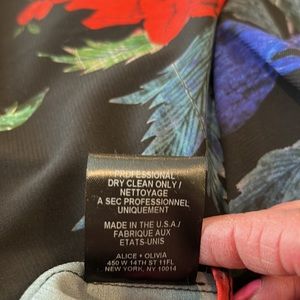 PROFESSIONAL
DRY CLEAN ONLY /
NETTOYAGE
A SEC PROFESSIONNEL
UNIQUEMENT
MADE IN THE U.S.A /
FABRIQUE AUX
ETATS-UNIS
ALICE + OLIVIA
450 W 14TH ST 11FL
NEW YORK, NY 10014